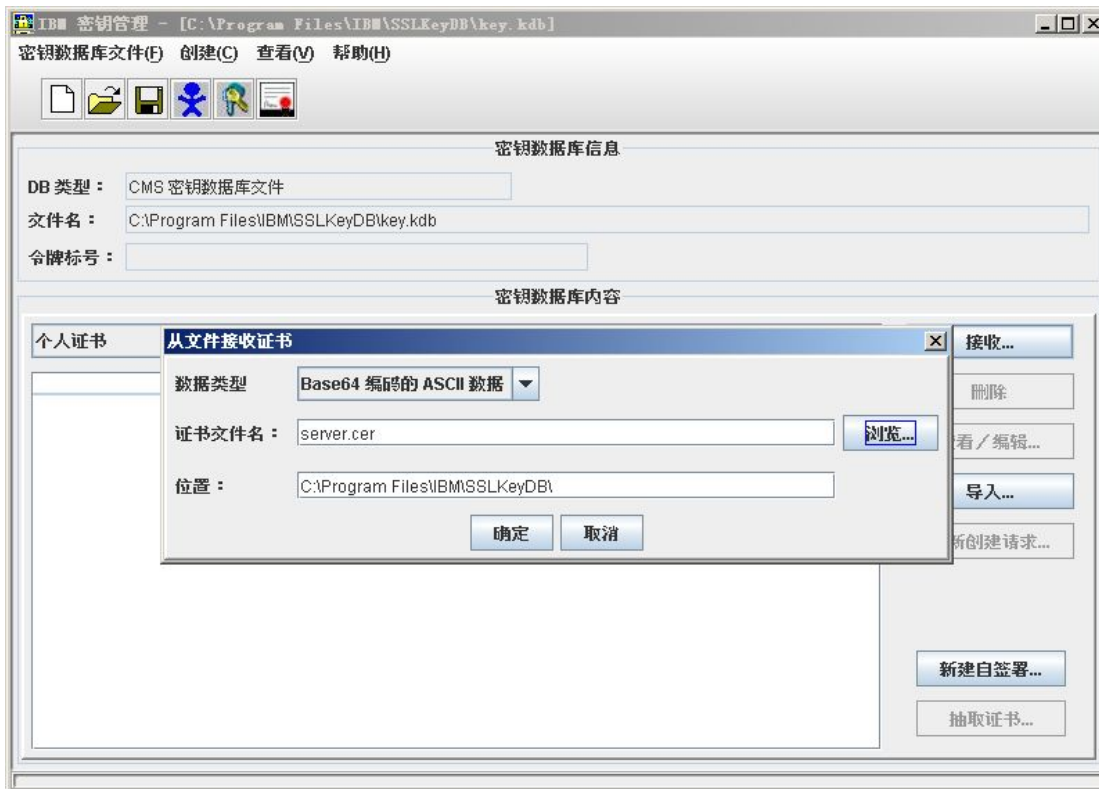 IBM 密钥管理 - [C:\Program Files\IBM\SSLKeyDB\key.kdb]
密钥数据库文件(F) 创建(C) 查看(V) 帮助(H)
密钥数据库信息
DB 类型： CMS 密钥数据库文件
文件名： C:\Program Files\IBM\SSLKeyDB\key.kdb
令牌标号：
密钥数据库内容
个人证书
从文件接收证书
接收...
数据类型 Base64 编码的 ASCII 数据
删除
证书文件名： server.cer 浏览...
看/编辑...
位置： C:\Program Files\IBM\SSLKeyDB\
导入...
确定 取消
新创建请求...
新建自签署...
抽取证书...